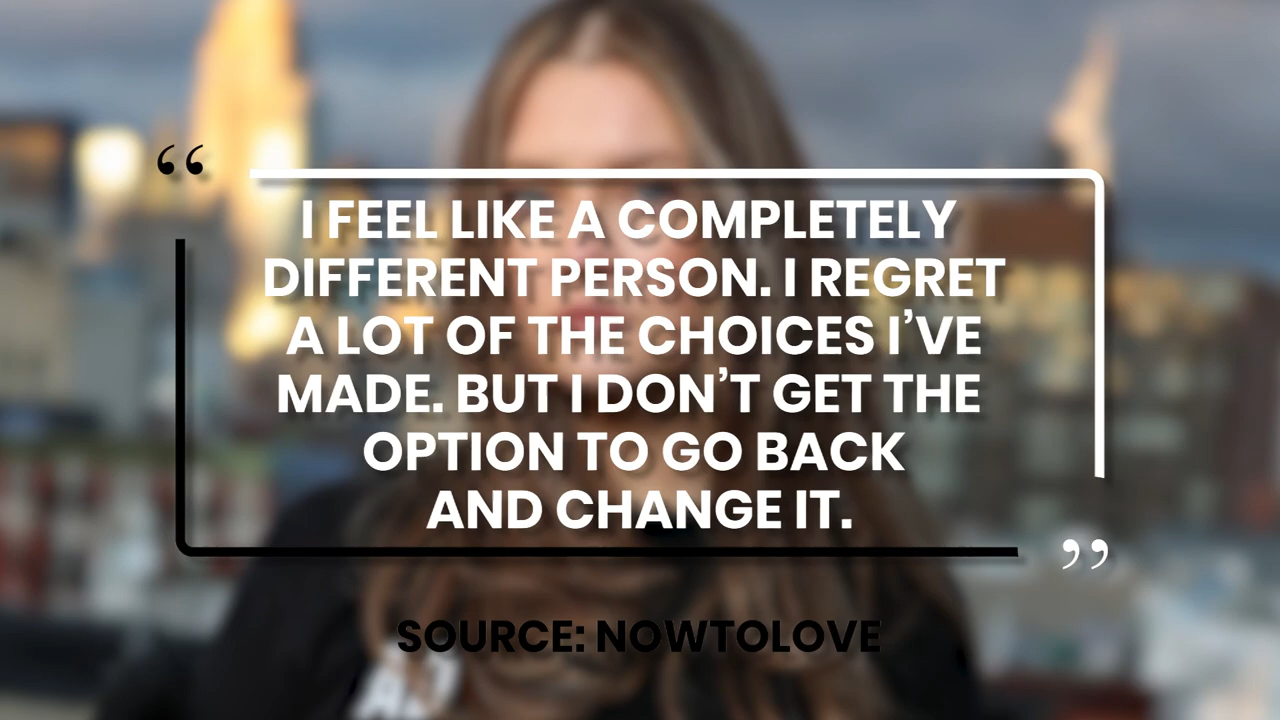 “
I FEEL LIKE A COMPLETELY
DIFFERENT PERSON. I REGRET
A LOT OF THE CHOICES I’VE
MADE. BUT I DON’T GET THE
OPTION TO GO BACK
AND CHANGE IT.
”
SOURCE: NOWTOLOVE